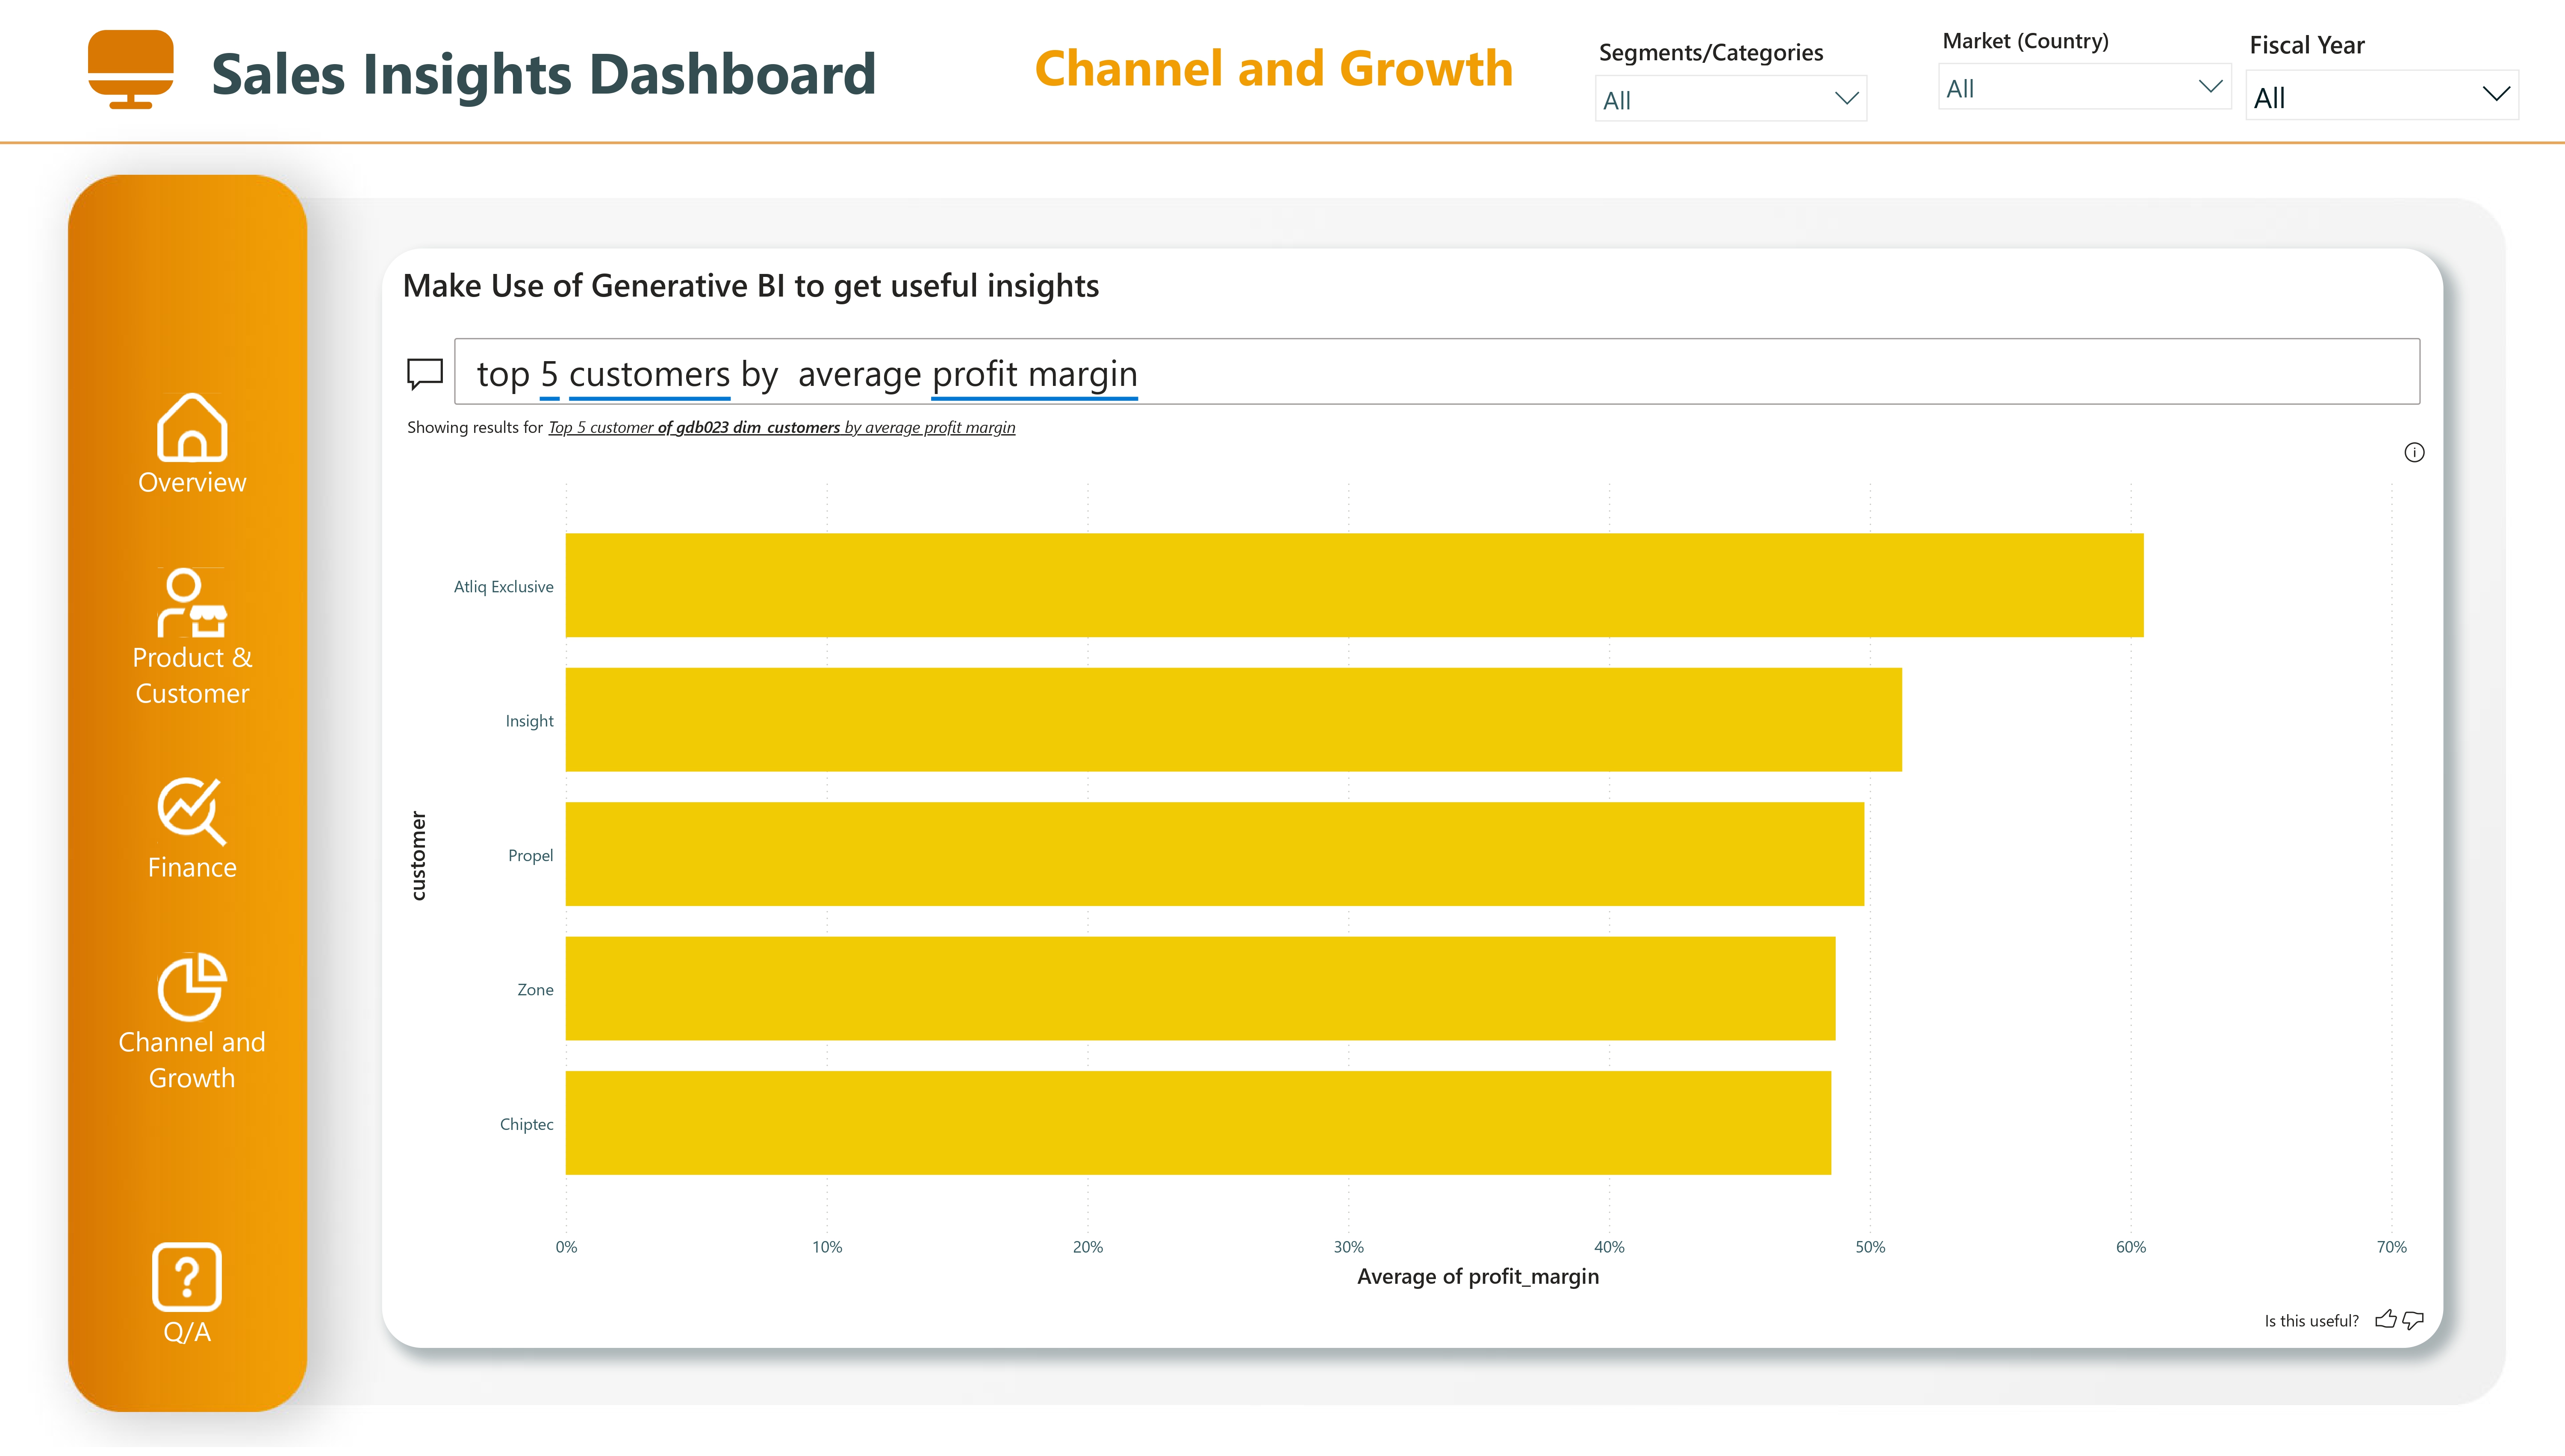 Sales Insights Dashboard
Channel and Growth
Segments/Categories
All
Market (Country)
All
Fiscal Year
All
Overview
Product &
Customer
Finance
Channel and
Growth
Q/A
Make Use of Generative BI to get useful insights
top 5 customers by  average profit margin
Showing results for Top 5 customer of gdb023 dim_customers by average profit margin
customer
Atliq Exclusive
Insight
Propel
Zone
Chiptec
0% 10% 20% 30% 40% 50% 60% 70%
Average of profit_margin
Is this useful?